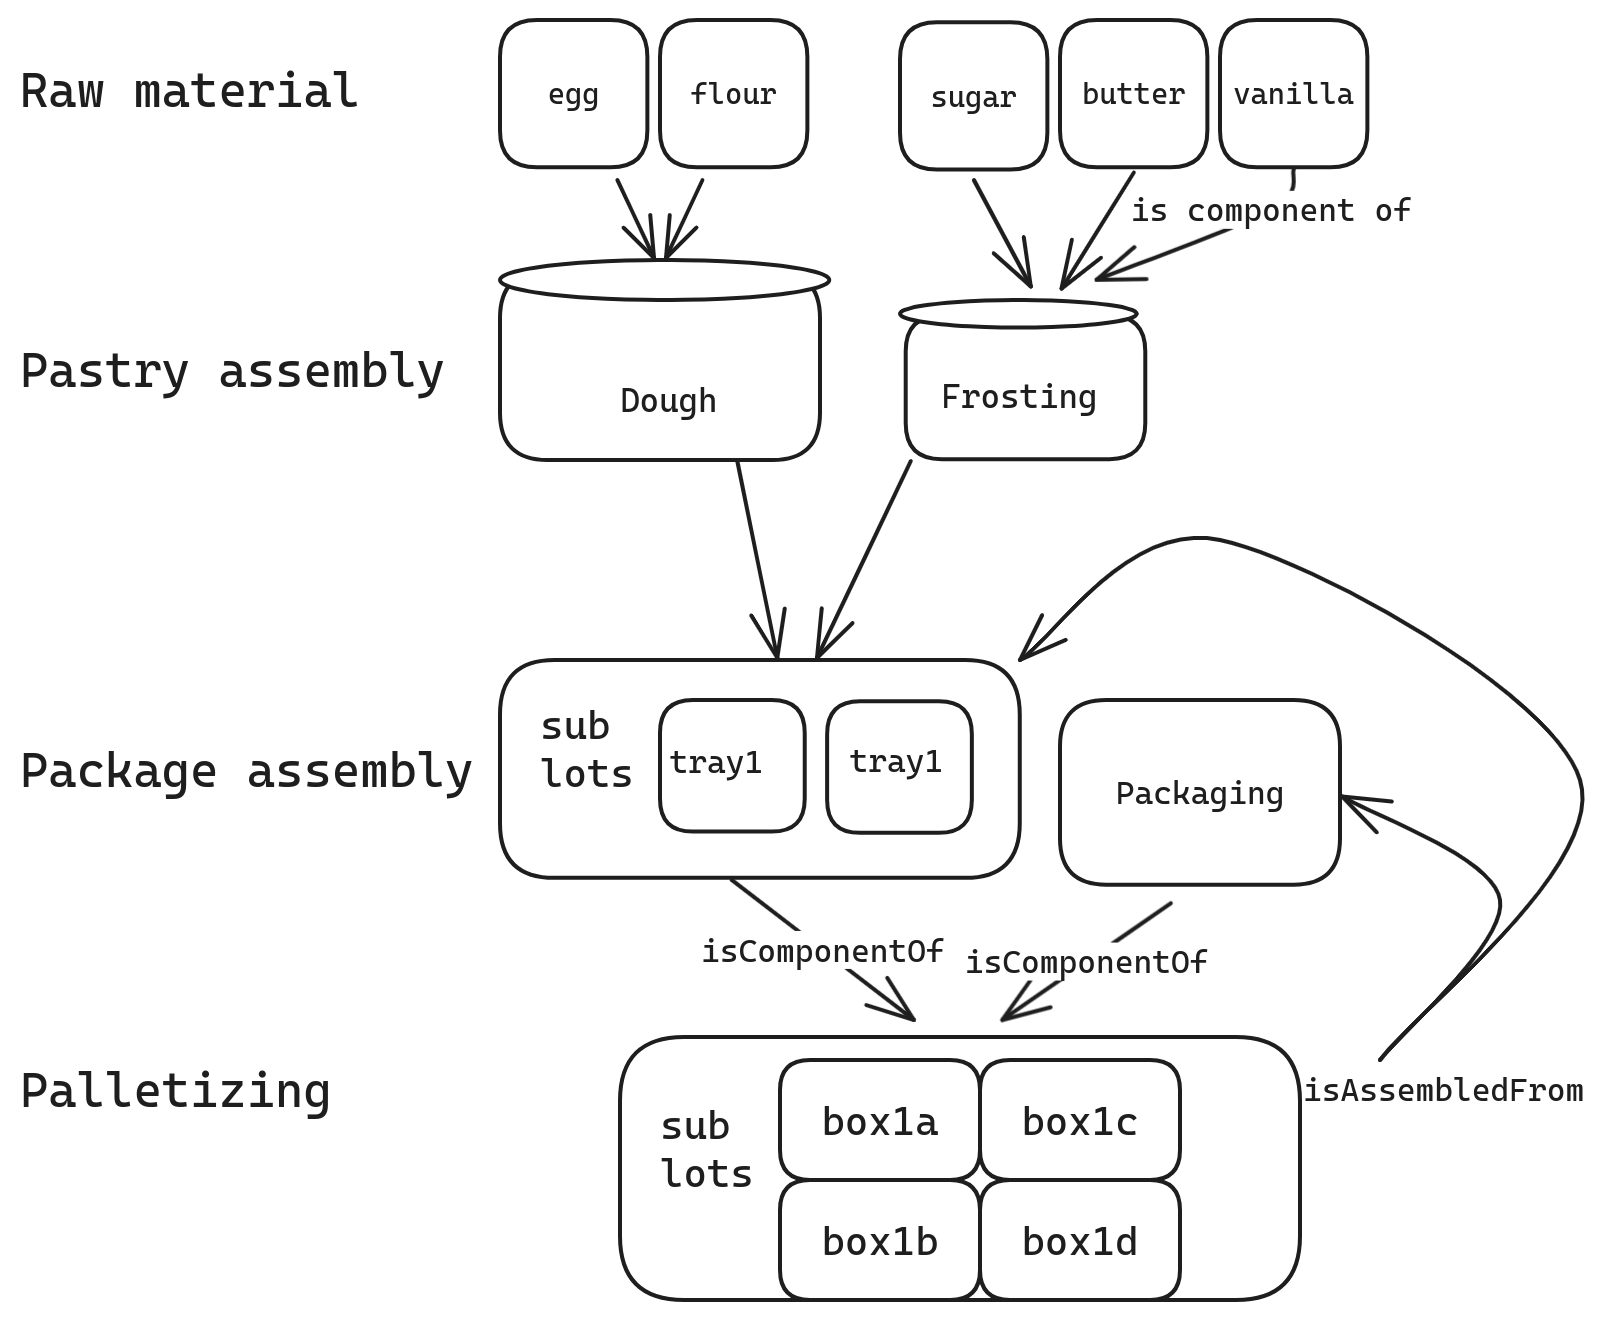 Raw material
egg
flour
sugar
butter
vanilla
is component of
Pastry assembly
Dough
Frosting
Package assembly
sub
lots
tray1
tray1
Packaging
isComponentOf
isComponentOf
Palletizing
sub
lots
box1a
box1c
box1b
box1d
isAssembledFrom